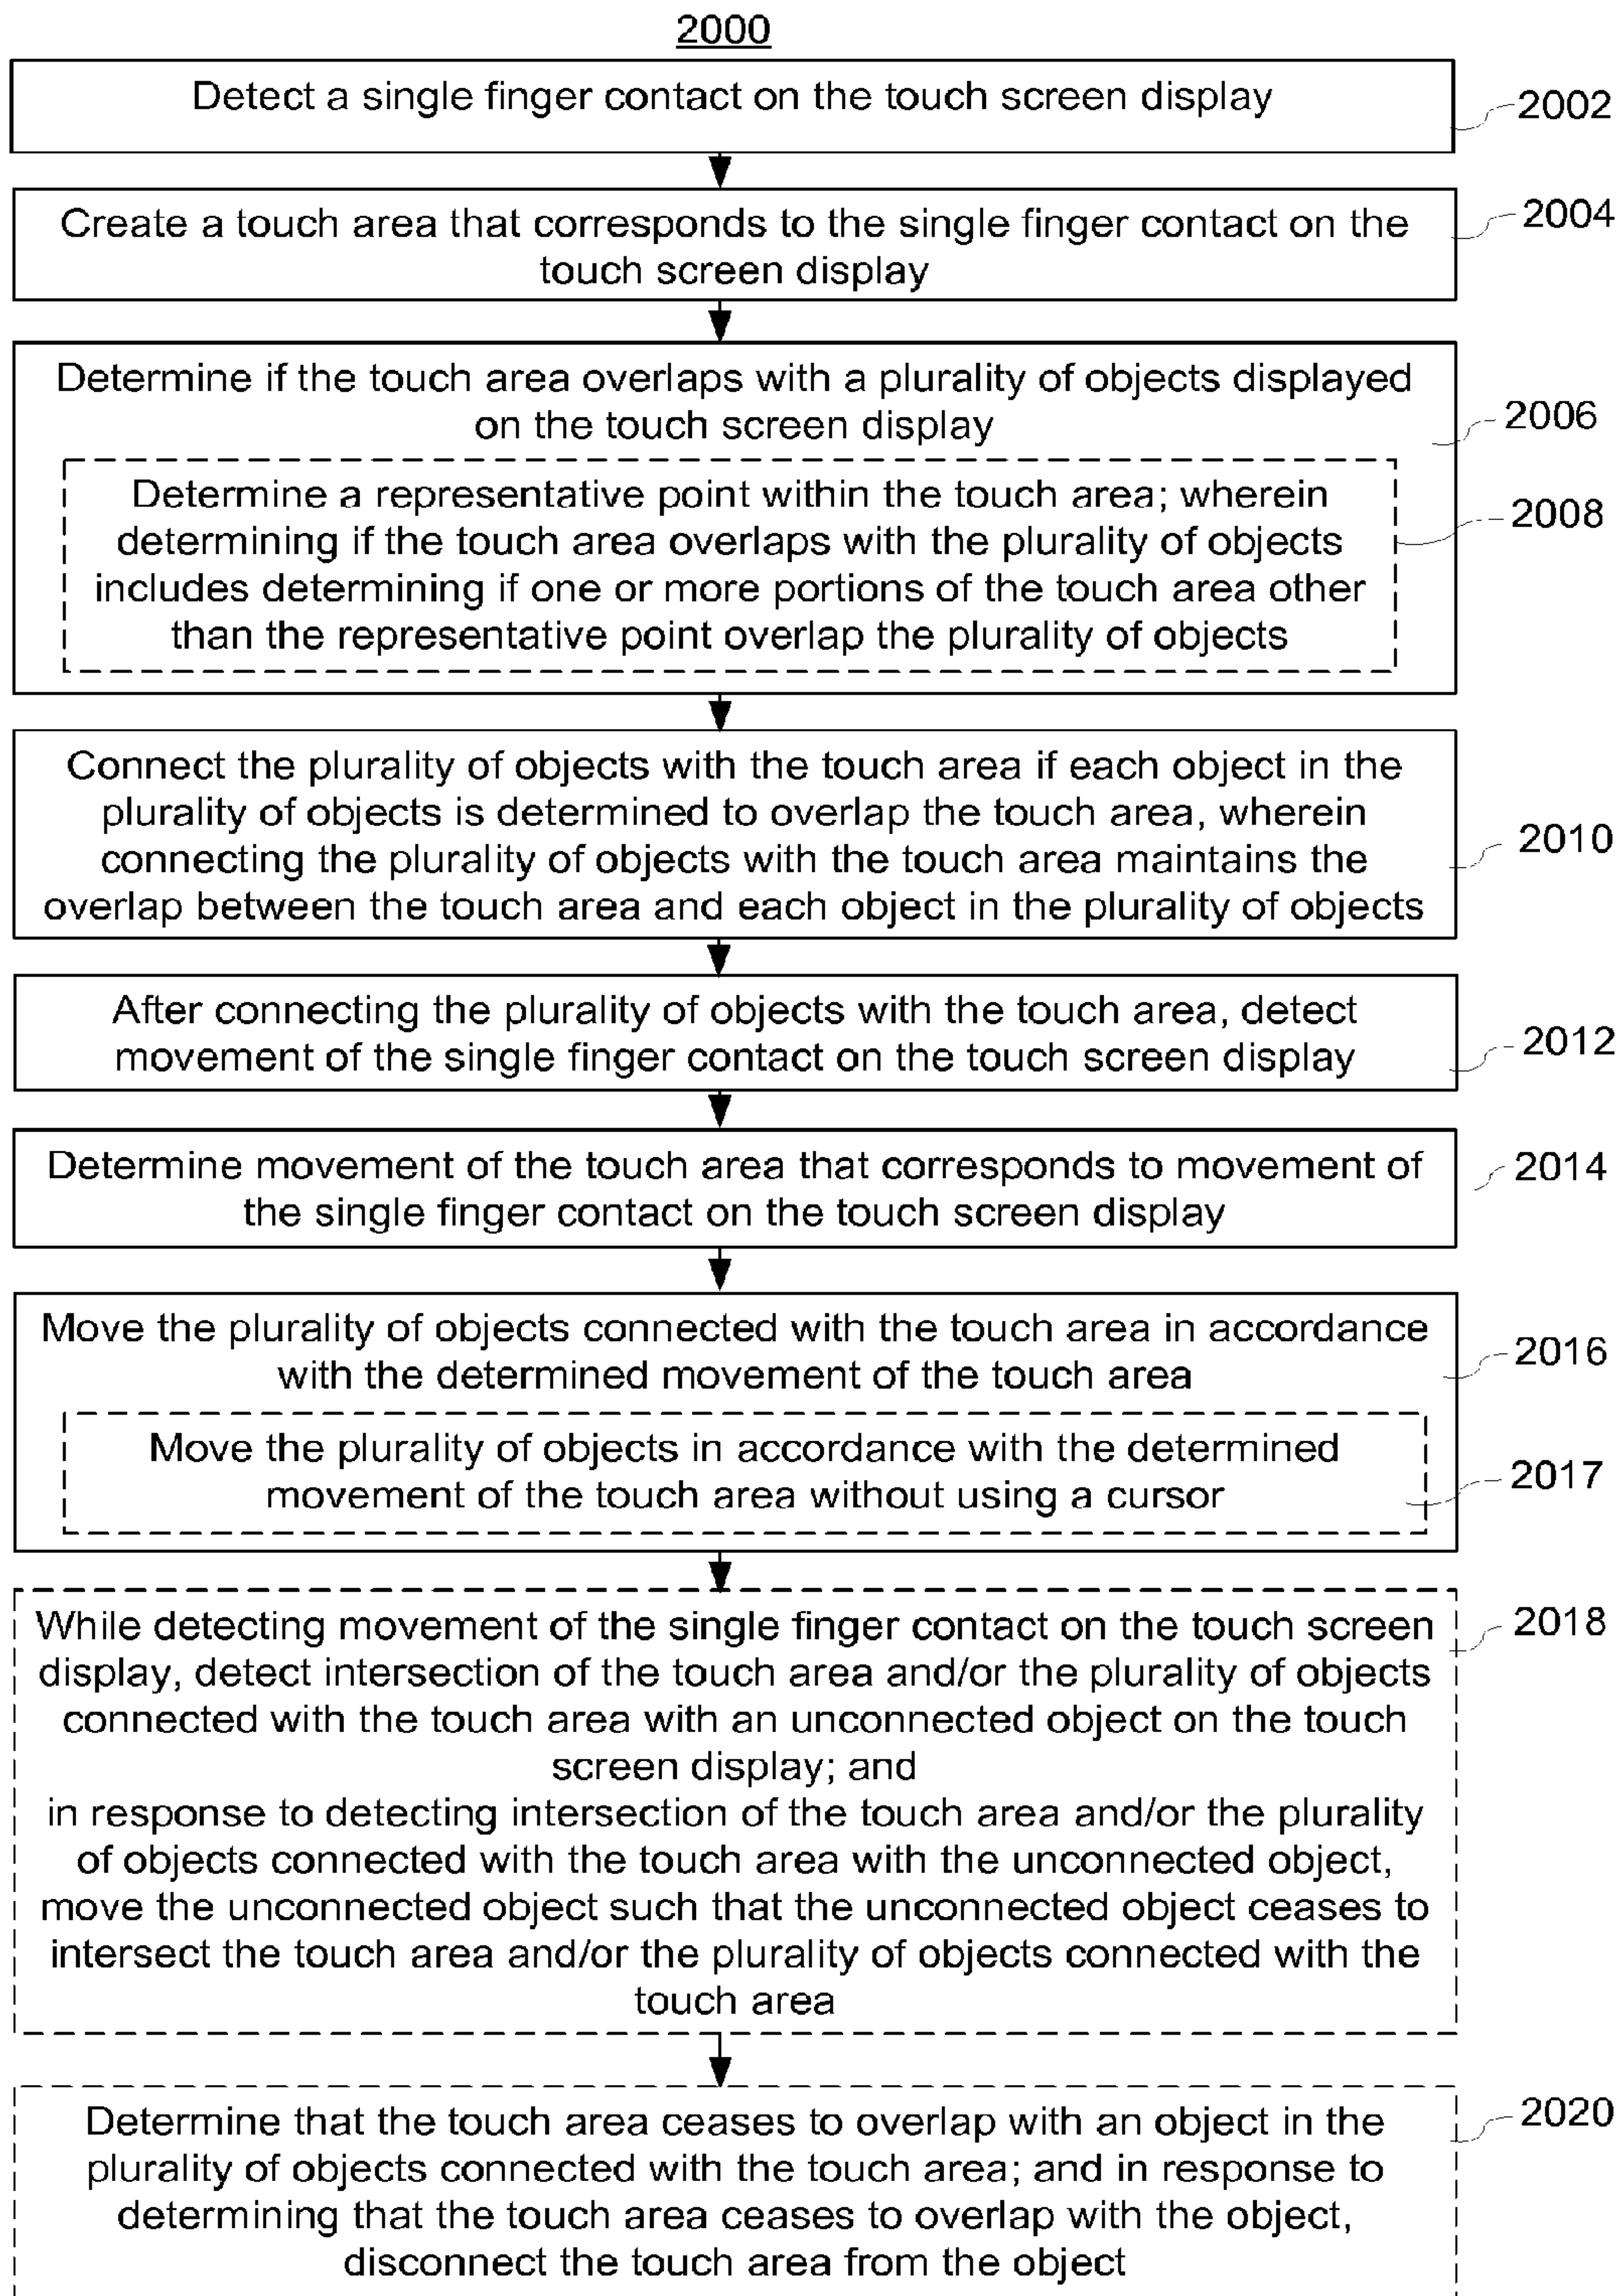 2000
Detect a single finger contact on the touch screen display
2002
Create a touch area that corresponds to the single finger contact on the
touch screen display
2004
Determine if the touch area overlaps with a plurality of objects displayed
on the touch screen display
2006
Determine a representative point within the touch area; wherein
determining if the touch area overlaps with the plurality of objects
includes determining if one or more portions of the touch area other
than the representative point overlap the plurality of objects
2008
Connect the plurality of objects with the touch area if each object in the
plurality of objects is determined to overlap the touch area, wherein
connecting the plurality of objects with the touch area maintains the
overlap between the touch area and each object in the plurality of objects
2010
After connecting the plurality of objects with the touch area, detect
movement of the single finger contact on the touch screen display
2012
Determine movement of the touch area that corresponds to movement of
the single finger contact on the touch screen display
2014
Move the plurality of objects connected with the touch area in accordance
with the determined movement of the touch area
2016
Move the plurality of objects in accordance with the determined
movement of the touch area without using a cursor
2017
While detecting movement of the single finger contact on the touch screen
display, detect intersection of the touch area and/or the plurality of objects
connected with the touch area with an unconnected object on the touch
screen display; and
in response to detecting intersection of the touch area and/or the plurality
of objects connected with the touch area with the unconnected object,
move the unconnected object such that the unconnected object ceases to
intersect the touch area and/or the plurality of objects connected with the
touch area
2018
Determine that the touch area ceases to overlap with an object in the
plurality of objects connected with the touch area; and in response to
determining that the touch area ceases to overlap with the object,
disconnect the touch area from the object
2020